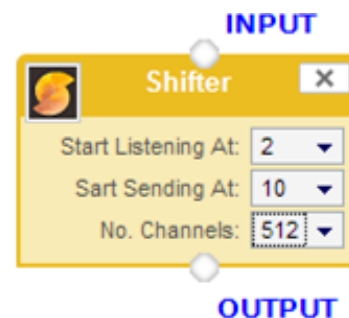 INPUT
Shifter
Start Listening At: 2
Sart Sending At: 10
No. Channels: 512
OUTPUT